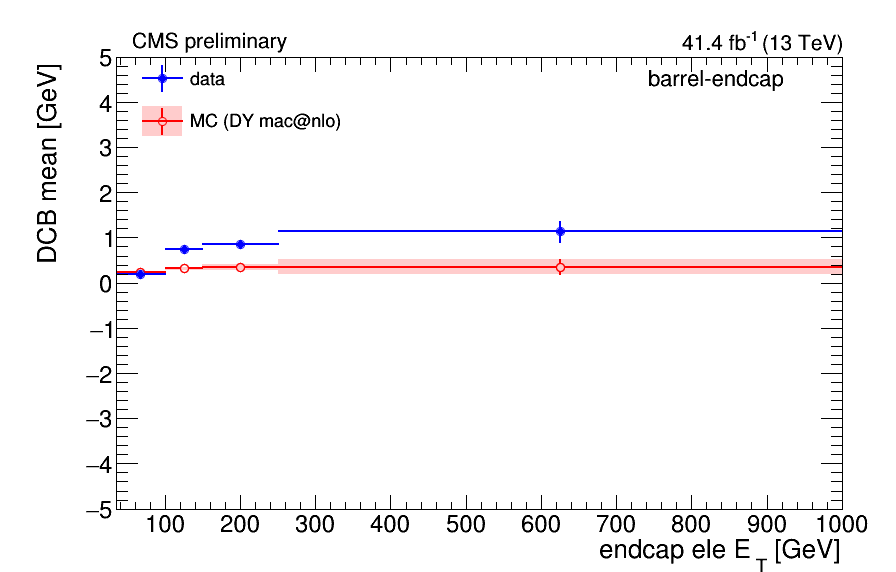 CMS preliminary
41.4 fb-1 (13 TeV)
data
barrel-endcap
MC (DY mac@nlo)
DCB mean [GeV]
5
4
3
2
1
0
−1
−2
−3
−4
−5
100 200 300 400 500 600 700 800 900 1000
endcap ele ET [GeV]